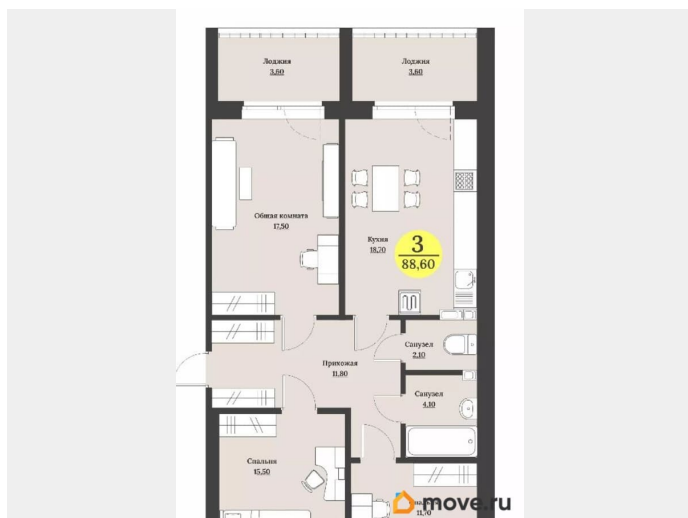 Лоджия
3,60
Лоджия
3,60
Общая комната
17,50
Кухня
18,70
3
88,60
Санузел
2,10
Прихожая
11,80
Санузел
4,10
Спальня
15,50
move.ru
11,70